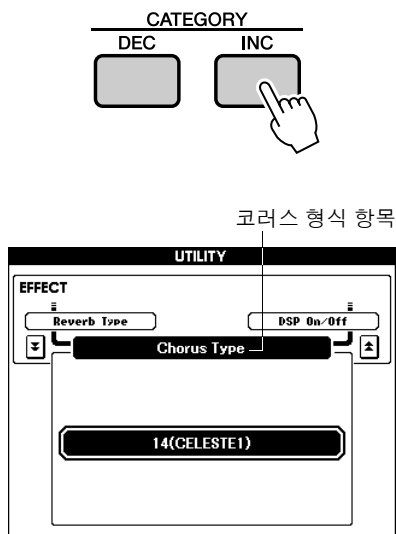 CATEGORY
DEC INC
코러스 형식 항목
UTILITY
EFFECT
Reverb Type DSP On/Off
Chorus Type
14(CELESTE1)